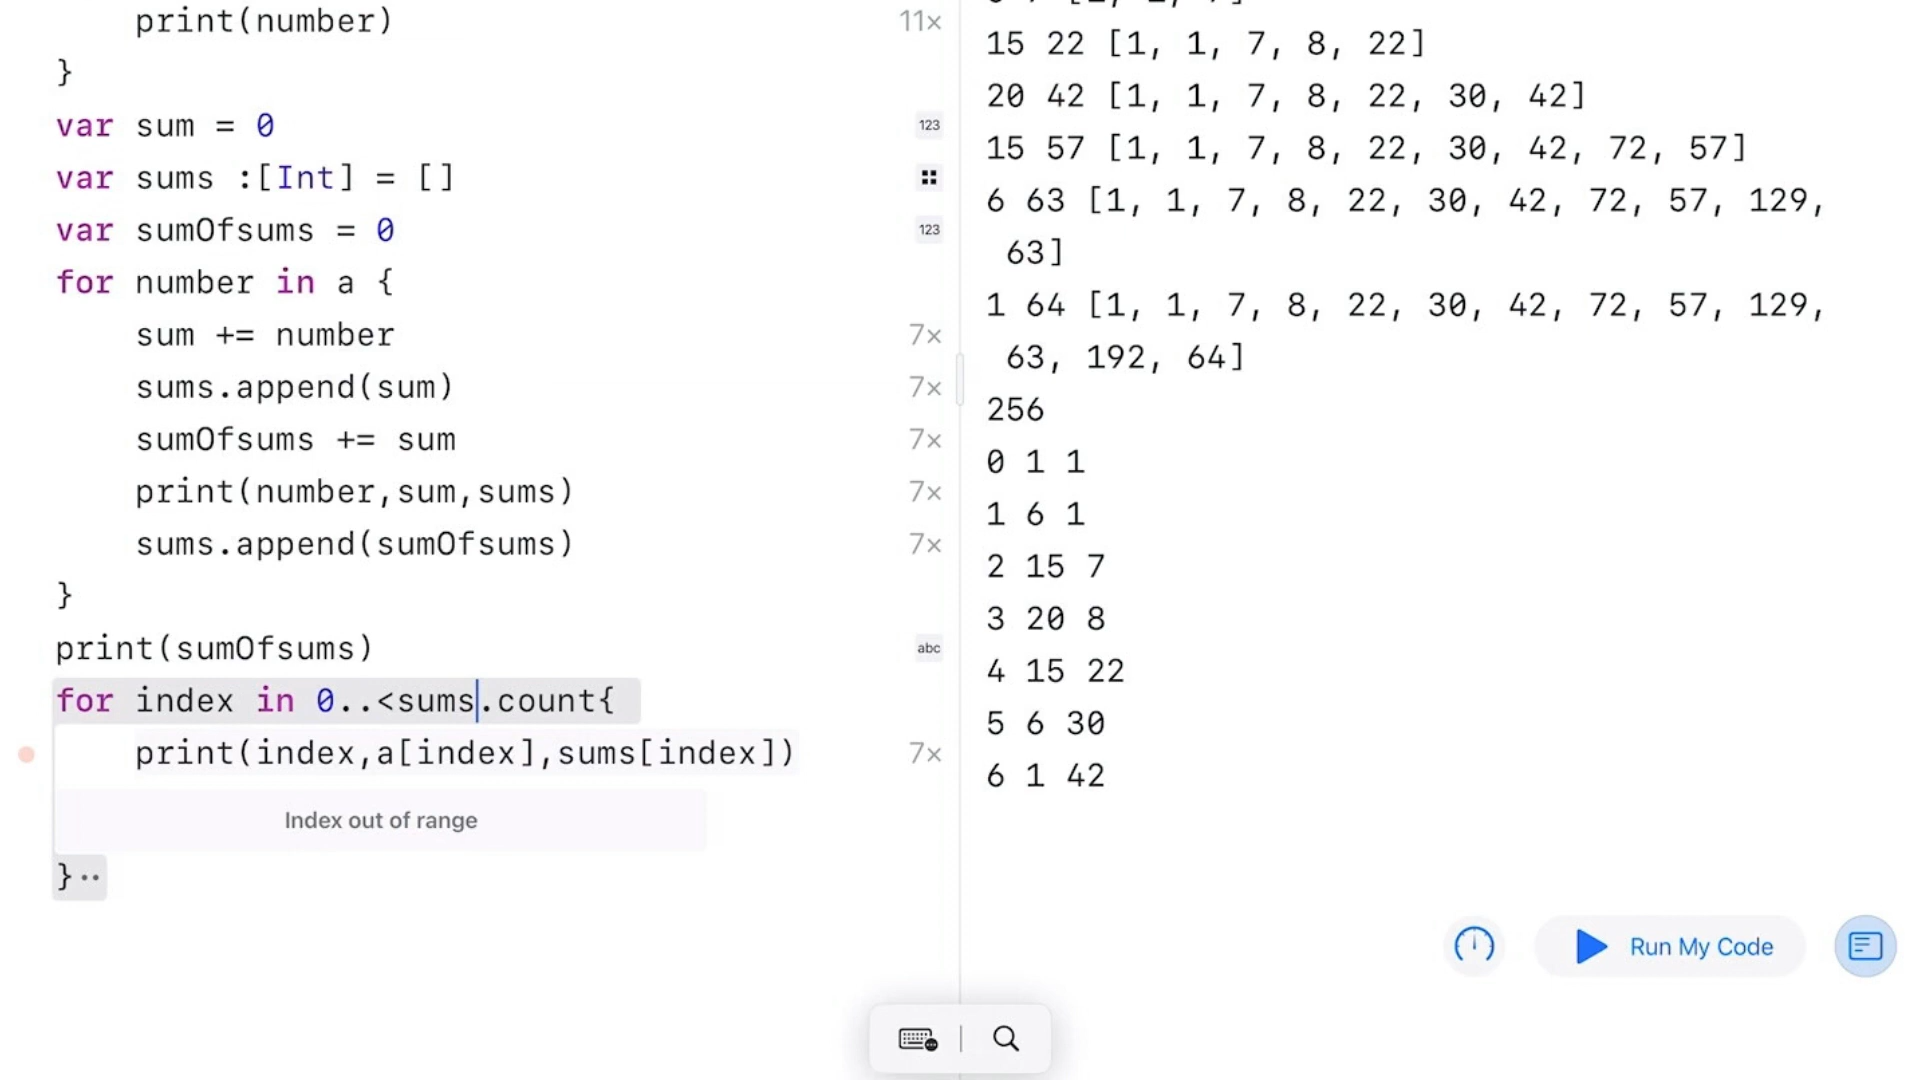 print(number)
11×
}
var sum = 0
123
var sums :[Int] = []
var sumOfsums = 0
123
for number in a {
sum += number
7×
sums.append(sum)
7×
sumOfsums += sum
7×
print(number,sum,sums)
7×
sums.append(sumOfsums)
7×
}
print(sumOfsums)
abc
for index in 0..<sums.count{
print(index,a[index],sums[index])
7×
Index out of range
}
15 22 [1, 1, 7, 8, 22]
20 42 [1, 1, 7, 8, 22, 30, 42]
15 57 [1, 1, 7, 8, 22, 30, 42, 72, 57]
6 63 [1, 1, 7, 8, 22, 30, 42, 72, 57, 129,
63]
1 64 [1, 1, 7, 8, 22, 30, 42, 72, 57, 129,
63, 192, 64]
256
0 1 1
1 6 1
2 15 7
3 20 8
4 15 22
5 6 30
6 1 42
Run My Code